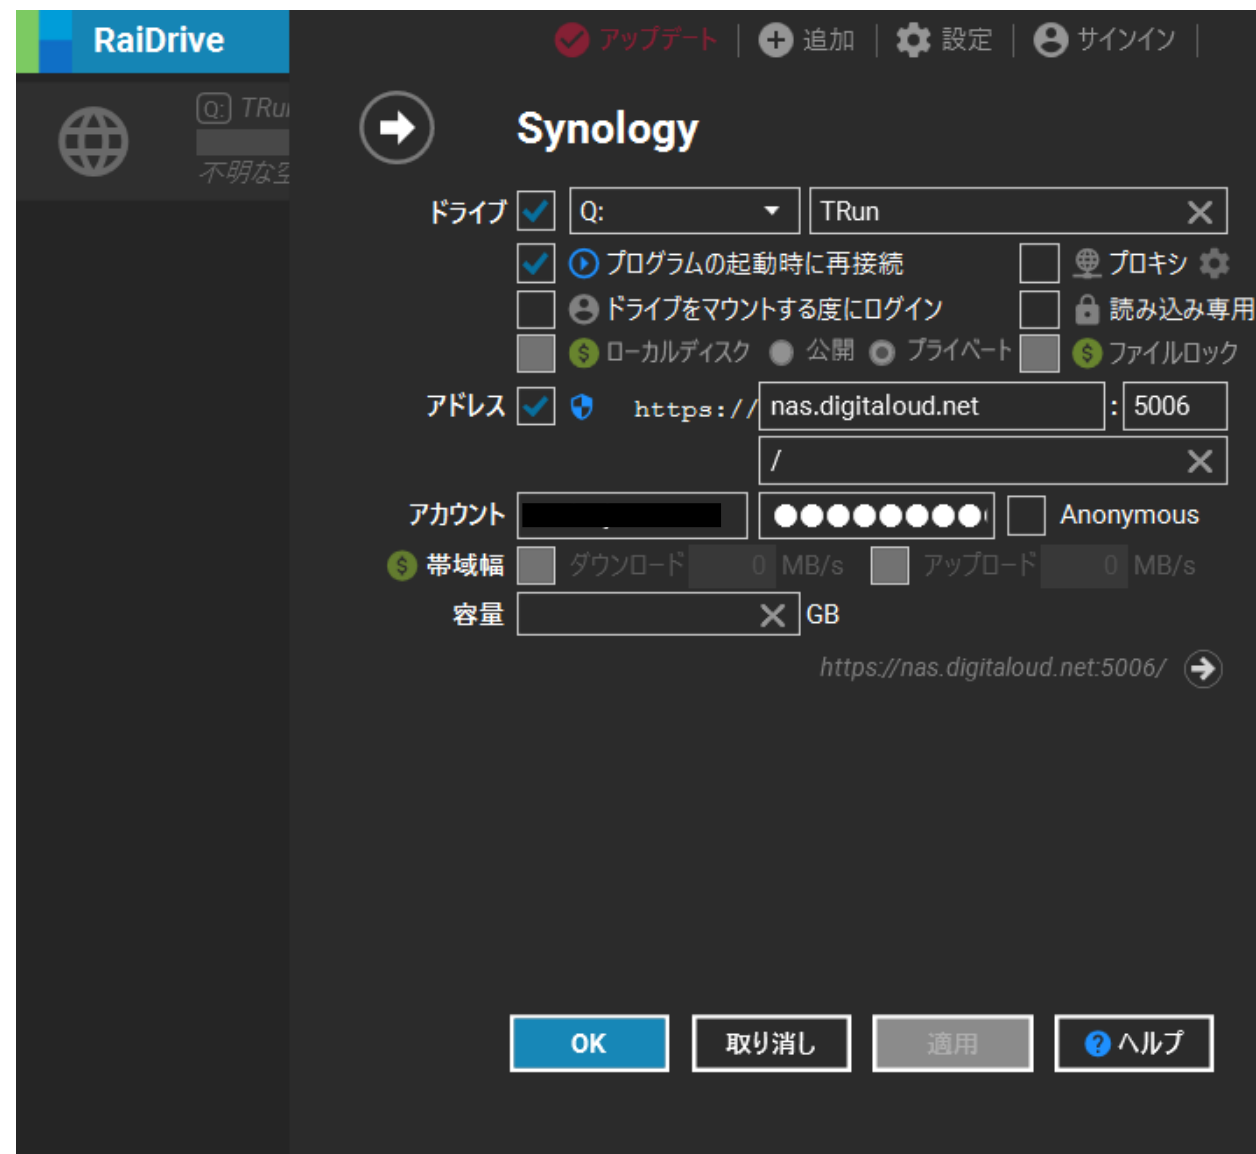 RaiDrive
アップデート 追加 設定 サインイン
Q: TRu
不明な空
Synology
ドライブ Q: TRun
プログラムの起動時に再接続 プロキシ
ドライブをマウントする度にログイン 読み込み専用
$ ローカルディスク 公開 プライベート $ ファイルロック
アドレス https:// nas.digitaloud.net : 5006
/
アカウント Anonymous
$ 帯域幅 ダウンロード 0 MB/s アップロード 0 MB/s
容量 GB
https://nas.digitaloud.net:5006/
OK 取り消し 適用 ? ヘルプ